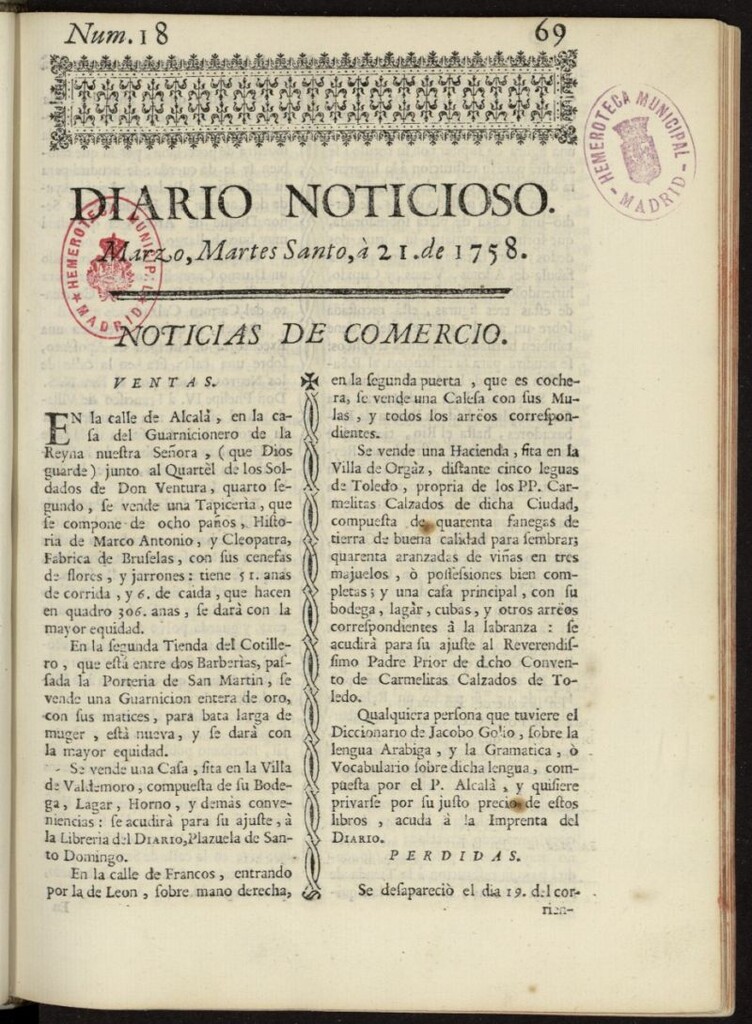 Num. 18
69
DIARIO NOTICIOSO.
Marzo, Martes Santo, à 21. de 1758.
NOTICIAS DE COMERCIO.
VENTAS.
EN la calle de Alcalà, en la ca-
ſa del Guarnicionero de la
Reyna nueſtra Señora, (que Dios
guarde) junto al Quartèl de los Sol-
dados de Don Ventura, quarto ſe-
gundo, ſe vende una Tapiceria, que
ſe compone de ocho paños, Hiſto-
ria de Marco Antonio, y Cleopatra,
Fabrica de Bruſelas, con ſus cenefas
de flores, y jarrones: tiene 51. anas
de corrida, y 6. de caida, que hacen
en quadro 306. anas, ſe darà con la
mayor equidad.
En la ſegunda Tienda del Cotille-
ro, que eſtà entre dos Barberìas, paſ-
ſada la Porteria de San Martin, ſe
vende una Guarnicion entera de oro,
con ſus matices, para bata larga de
muger, eſtà nueva, y ſe darà con
la mayor equidad.
Se vende una Caſa, ſita en la Villa
de Valdemoro, compueſta de ſu Bode-
ga, Lagar, Horno, y demàs conve-
niencias: ſe acudirà para ſu ajuſte, à
la Libreria del DIARIO, Plazuela de San-
to Domingo.
En la calle de Francos, entrando
por la de Leon, ſobre mano derecha,
en la ſegunda puerta, que es coche-
ra, ſe vende una Caleſa con ſus Mu-
las, y todos los arrèos correſpon-
dientes.
Se vende una Hacienda, ſita en la
Villa de Orgàz, diſtante cinco leguas
de Toledo, propria de los PP. Car-
melitas Calzados de dicha Ciudad,
compueſta de quarenta fanegas de
tierra de buena calidad para ſembrar;
quarenta aranzadas de viñas en tres
majuelos, ò poſſeſsiones bien com-
pletas; y una caſa principal, con ſu
bodega, lagàr, cubas, y otros arrèos
correſpondientes à la labranza: ſe
acudirà para ſu ajuſte al Reverendiſ-
ſimo Padre Prior de dicho Conven-
to de Carmelitas Calzados de To-
ledo.
Qualquiera perſona que tuviere el
Diccionario de Jacobo Golio, ſobre la
lengua Arabiga, y la Gramatica, ò
Vocabulario ſobre dicha lengua, com-
pueſta por el P. Alcalà, y quiſiere
privarſe por ſu juſto precio de eſtos
libros, acuda à la Imprenta del
DIARIO.
PERDIDAS.
Se deſapareciò el dia 19. del cor-
rien-
HEMEROTECA MUNICIPAL
MADRID
HEMEROTECA MUNICIPAL
MADRID